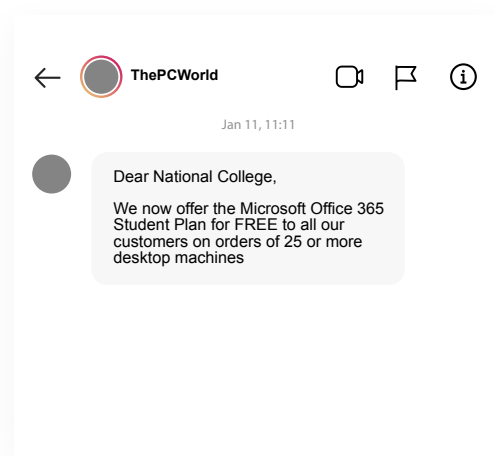 ThePCWorld
Jan 11, 11:11
Dear National College,
We now offer the Microsoft Office 365
Student Plan for FREE to all our
customers on orders of 25 or more
desktop machines